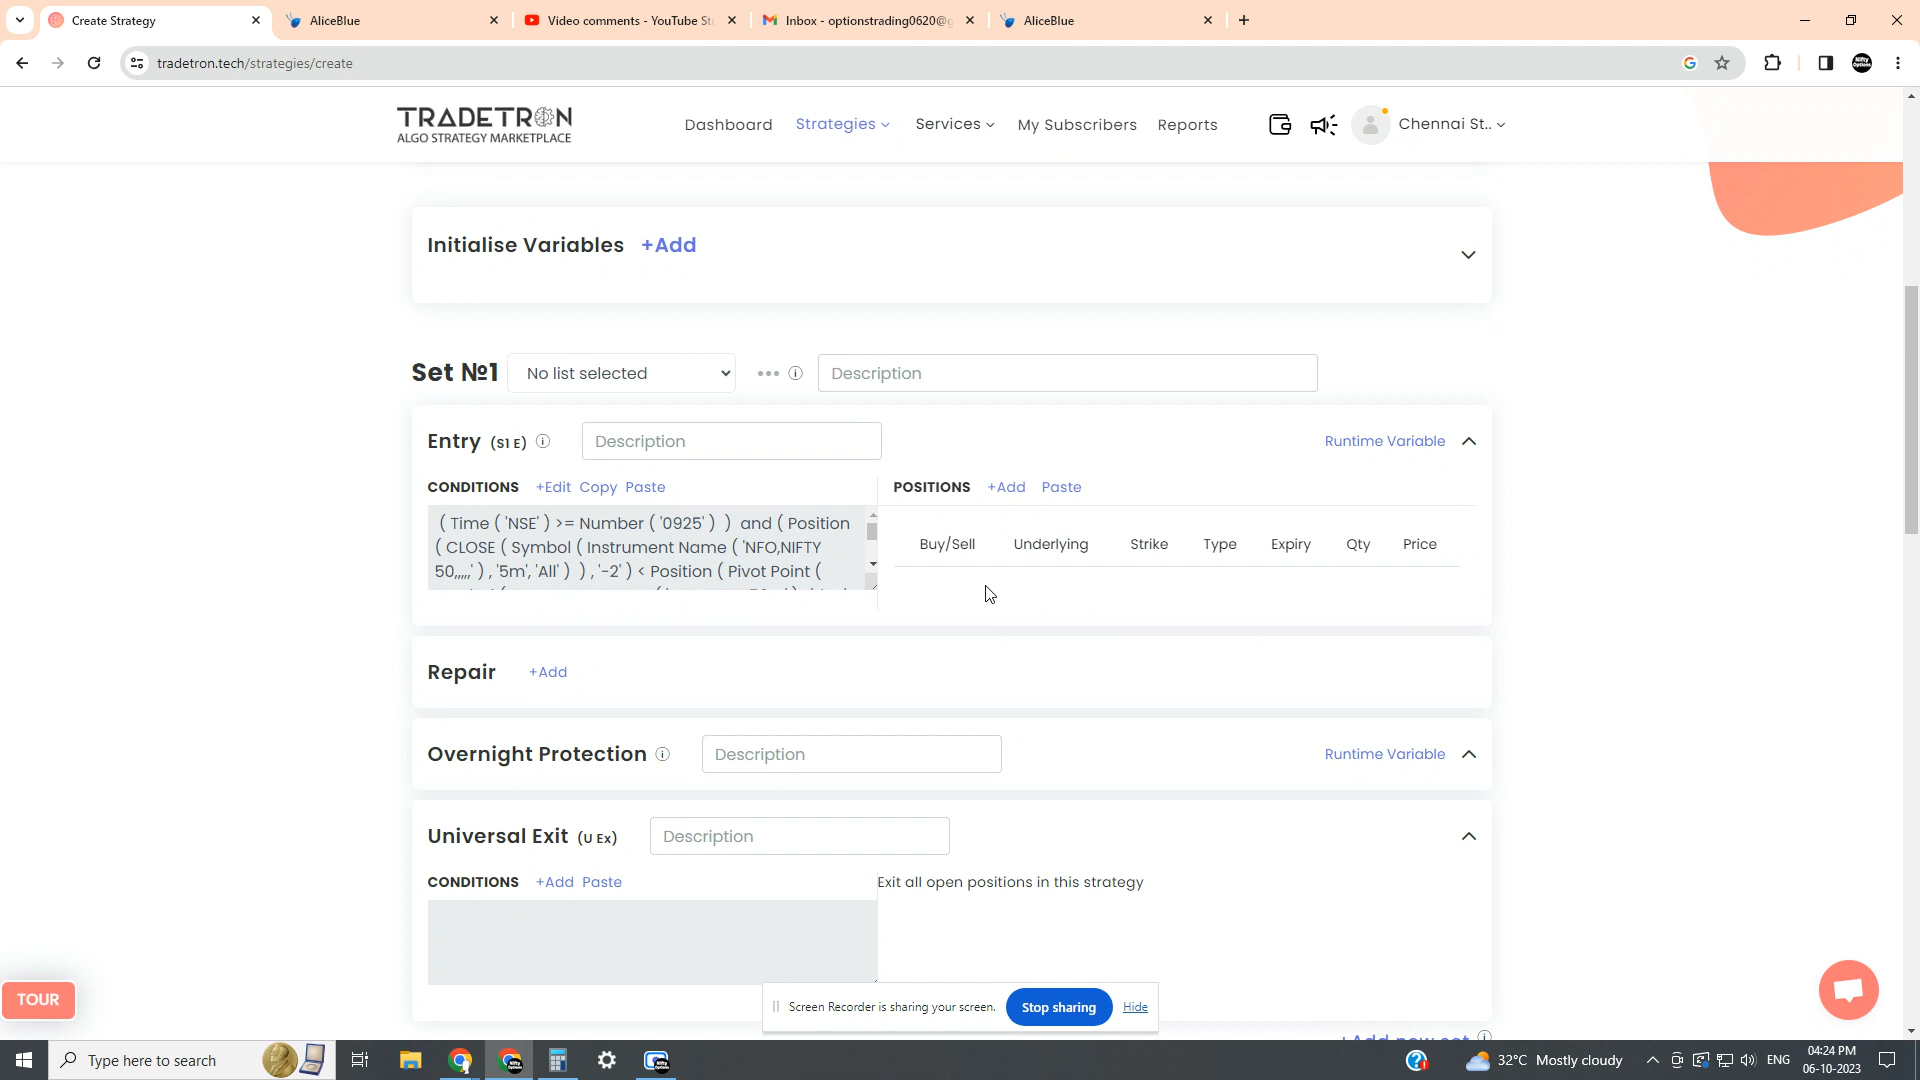 Create Strategy
AliceBlue
Video comments - YouTube St
Inbox - optionstrading0620@g
AliceBlue
tradetron.tech/strategies/create
TRADETRON
ALGO STRATEGY MARKETPLACE
Dashboard
Strategies
Services
My Subscribers
Reports
Chennai St..
Initialise Variables +Add
Set №1
No list selected
Description
Entry (S1 E)
Description
Runtime Variable
CONDITIONS +Edit Copy Paste
POSITIONS +Add Paste
( Time ( 'NSE' ) >= Number ( '0925' ) ) and ( Position
( CLOSE ( Symbol ( Instrument Name ( 'NFO,NIFTY
50,,,,,' ) , '5m', 'All' ) ) , '-2' ) < Position ( Pivot Point (
Buy/Sell Underlying Strike Type Expiry Qty Price
Repair +Add
Overnight Protection
Description
Runtime Variable
Universal Exit (U Ex)
Description
CONDITIONS +Add Paste
Exit all open positions in this strategy
TOUR
Screen Recorder is sharing your screen.
Stop sharing
Hide
Type here to search
32°C Mostly cloudy
ENG
04:24 PM
06-10-2023